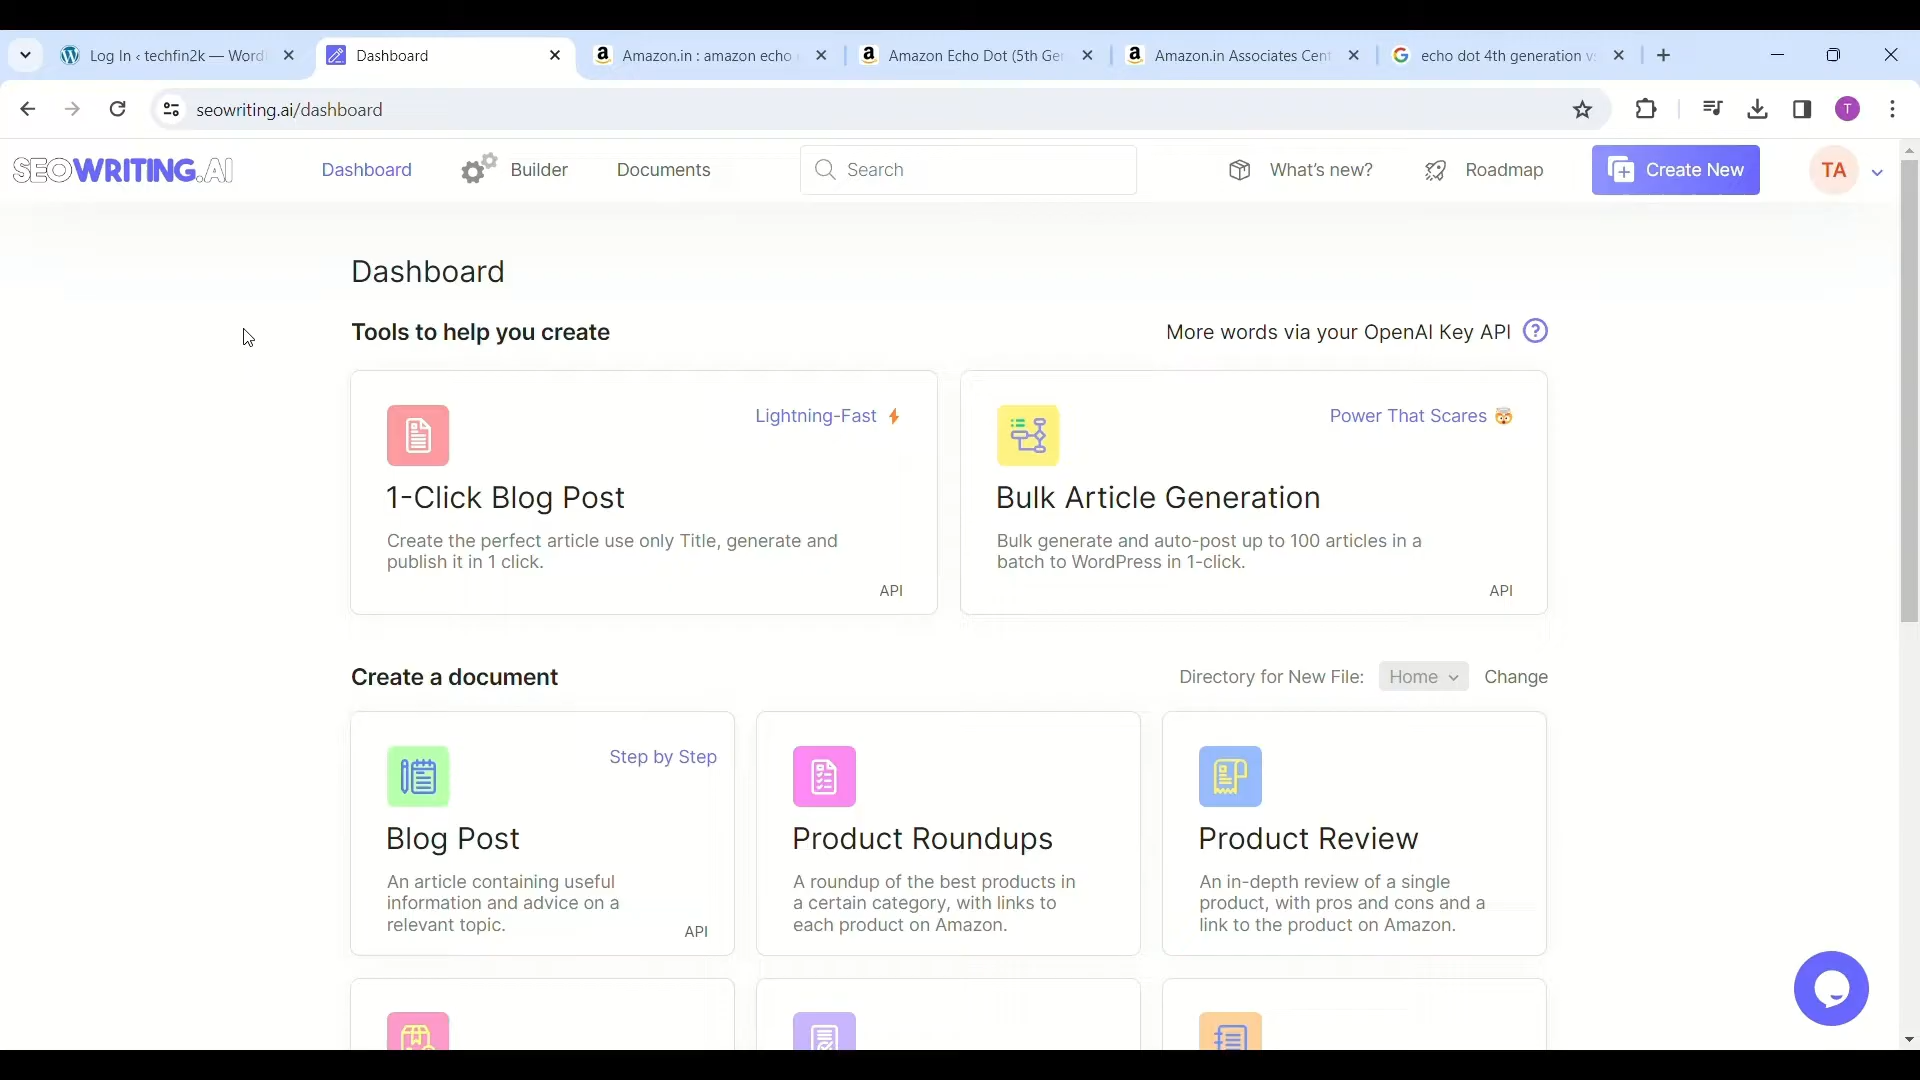 Log In ‹ techfin2k — Word
Dashboard
Amazon.in : amazon echo
Amazon Echo Dot (5th Ge
Amazon.in Associates Cent
echo dot 4th generation v
seowriting.ai/dashboard
T
SEOWRITING.AI
Dashboard
Builder
Documents
Search
What's new?
Roadmap
Create New
TA
Dashboard
Tools to help you create
More words via your OpenAI Key API ?
Lightning-Fast
1-Click Blog Post
Create the perfect article use only Title, generate and
publish it in 1 click.
API
Power That Scares
Bulk Article Generation
Bulk generate and auto-post up to 100 articles in a
batch to WordPress in 1-click.
API
Create a document
Directory for New File: Home Change
Step by Step
Blog Post
An article containing useful
information and advice on a
relevant topic.
API
Product Roundups
A roundup of the best products in
a certain category, with links to
each product on Amazon.
Product Review
An in-depth review of a single
product, with pros and cons and a
link to the product on Amazon.